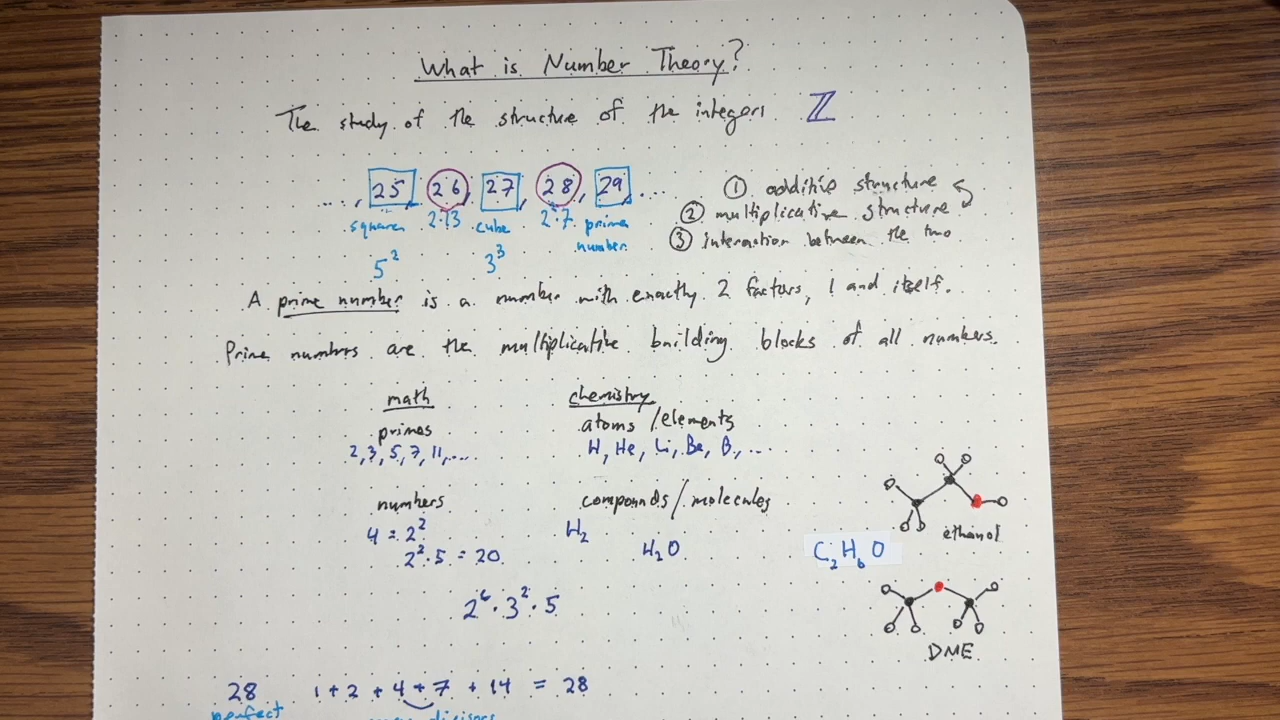 What is Number Theory?
The study of the structure of the integers ℤ
..., 25, 26, 27, 28, 29, ...
square 2·13 cube 2²·7 prime number
5² 3³
① additive structure
② multiplicative structure
③ interaction between the two
A prime number is a number with exactly 2 factors, 1 and itself.
Prime numbers are the multiplicative building blocks of all numbers.
math
primes
2, 3, 5, 7, 11, ...
chemistry
atoms/elements
H, He, Li, Be, B, ...
numbers
4 = 2²
2²·5 = 20
compounds/molecules
H₂
H₂O
C₂H₆O
ethanol
DME
2⁶·3²·5
28 1 + 2 + 4 + 7 + 14 = 28
perfect divisors